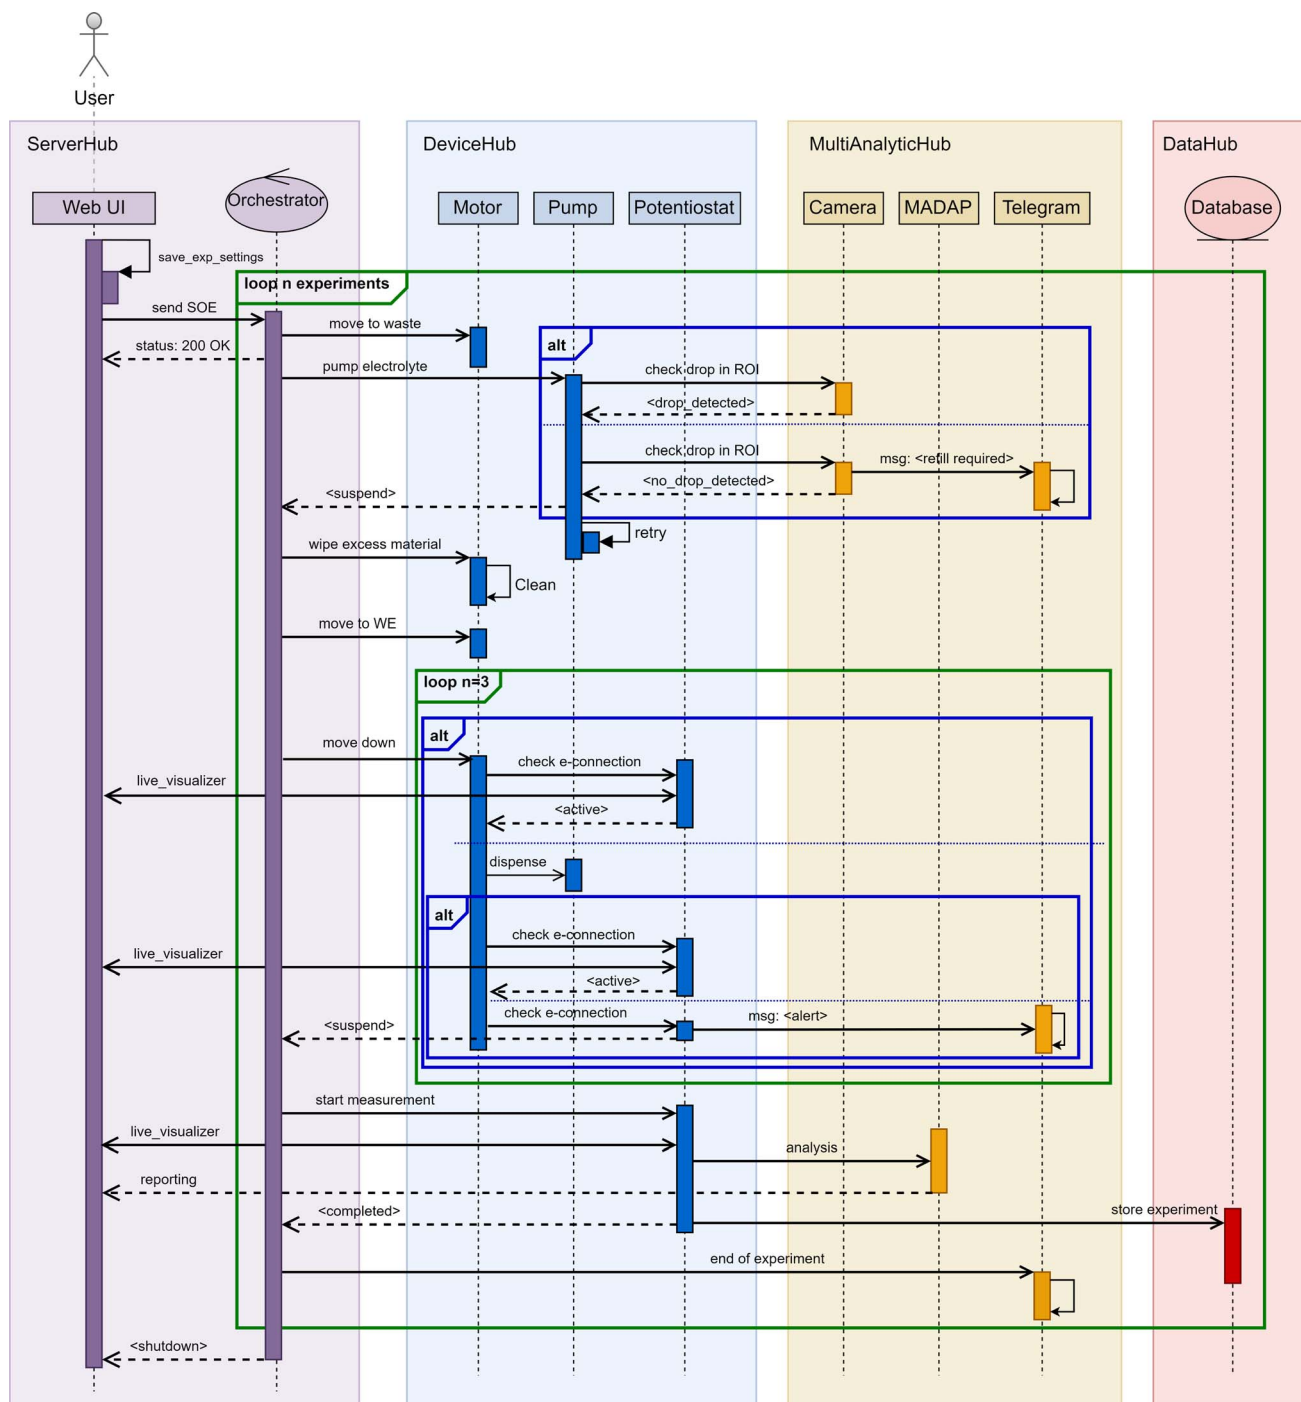 User
ServerHub
DeviceHub
MultiAnalyticHub
DataHub
Web UI
Orchestrator
Motor
Pump
Potentiostat
Camera
MADAP
Telegram
Database
save_exp_settings
loop n experiments
send SOE
move to waste
status: 200 OK
alt
pump electrolyte
check drop in ROI
<drop_detected>
check drop in ROI
msg: <refill required>
<no_drop_detected>
<suspend>
retry
wipe excess material
Clean
move to WE
loop n=3
alt
move down
check e-connection
live_visualizer
<active>
dispense
alt
check e-connection
live_visualizer
<active>
check e-connection
msg: <alert>
<suspend>
start measurement
live_visualizer
analysis
reporting
<completed>
store experiment
end of experiment
<shutdown>